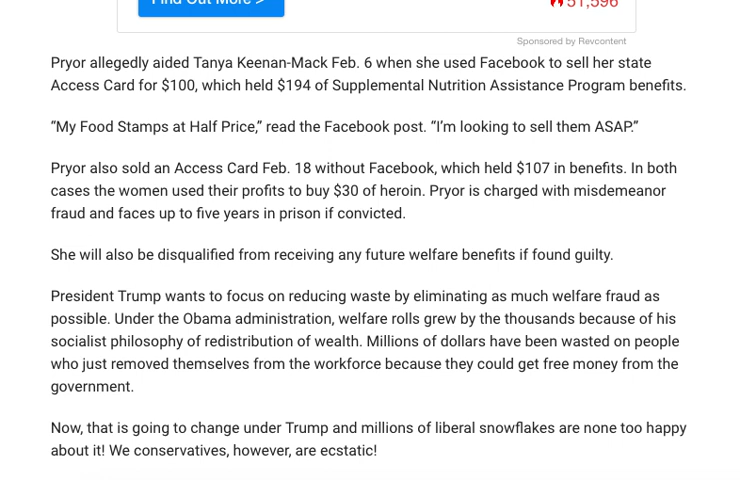 Find Out More >
51,596
Sponsored by Revcontent
Pryor allegedly aided Tanya Keenan-Mack Feb. 6 when she used Facebook to sell her state
Access Card for $100, which held $194 of Supplemental Nutrition Assistance Program benefits.
“My Food Stamps at Half Price,” read the Facebook post. “I’m looking to sell them ASAP.”
Pryor also sold an Access Card Feb. 18 without Facebook, which held $107 in benefits. In both
cases the women used their profits to buy $30 of heroin. Pryor is charged with misdemeanor
fraud and faces up to five years in prison if convicted.
She will also be disqualified from receiving any future welfare benefits if found guilty.
President Trump wants to focus on reducing waste by eliminating as much welfare fraud as
possible. Under the Obama administration, welfare rolls grew by the thousands because of his
socialist philosophy of redistribution of wealth. Millions of dollars have been wasted on people
who just removed themselves from the workforce because they could get free money from the
government.
Now, that is going to change under Trump and millions of liberal snowflakes are none too happy
about it! We conservatives, however, are ecstatic!